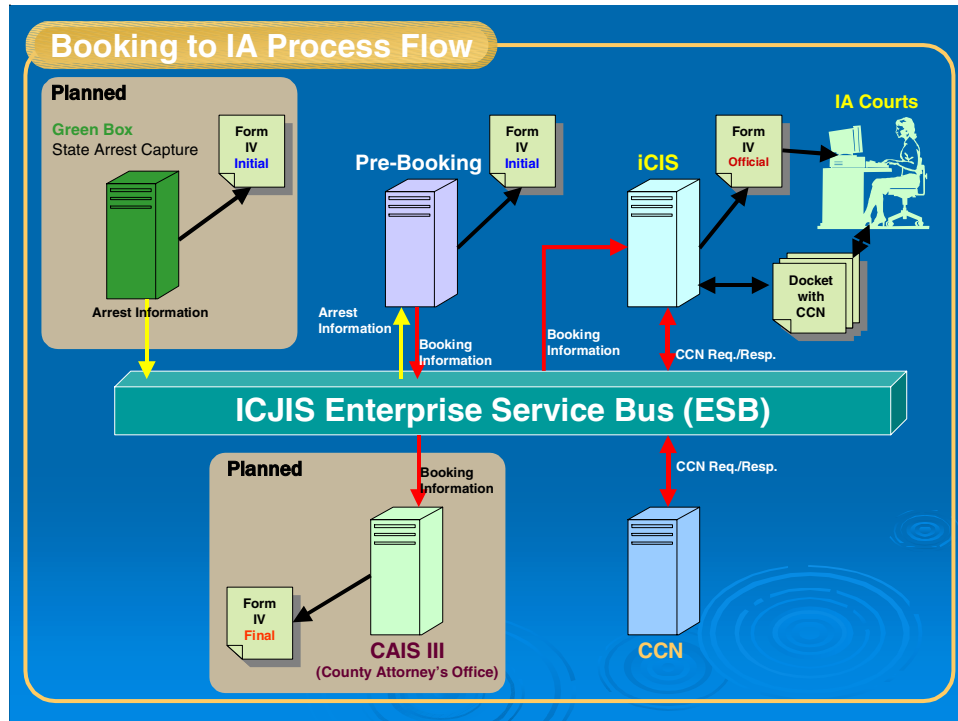 Booking to IA Process Flow
Planned
Green Box
State Arrest Capture
Form
IV
Initial
Arrest Information
Pre-Booking
Form
IV
Initial
Arrest
Information
Booking
Information
iCIS
Form
IV
Official
IA Courts
Docket
with
CCN
Booking
Information
CCN Req./Resp.
ICJIS Enterprise Service Bus (ESB)
Planned
Booking
Information
Form
IV
Final
CAIS III
(County Attorney's Office)
CCN Req./Resp.
CCN